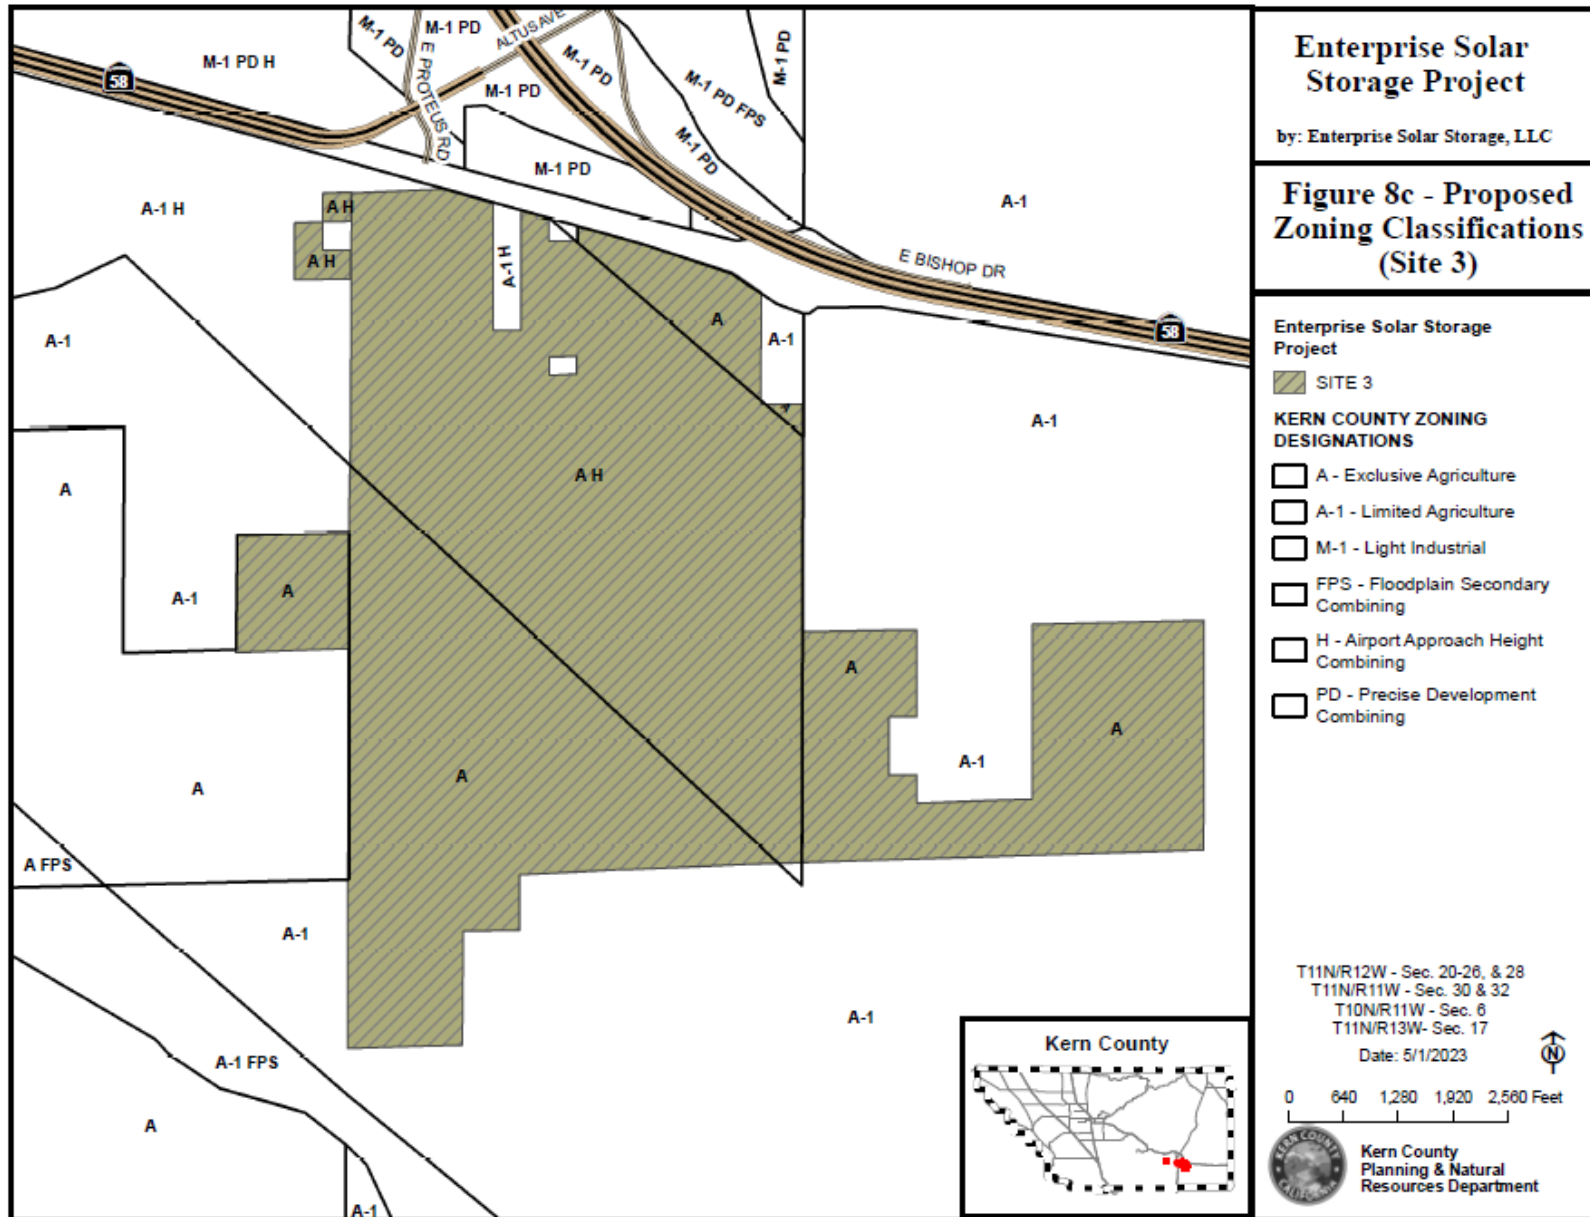 M-1 PD
M-1 PD
ALTUS AVE
E PROTEUS RD
M-1 PD H
58
M-1 PD
M-1 PD
M-1 PD FPS
M-1 PD
M-1 PD
M-1 PD
A-1 H
A H
A H
A-1 H
A-1
E BISHOP DR
58
A-1
A
A-1
A
A-1
A H
A
A-1
A
A
A
A-1
A
A
A
A FPS
A-1
A-1
A-1 FPS
A
A-1
Kern County
Enterprise Solar
Storage Project
by: Enterprise Solar Storage, LLC
Figure 8c - Proposed
Zoning Classifications
(Site 3)
Enterprise Solar Storage
Project
SITE 3
KERN COUNTY ZONING
DESIGNATIONS
A - Exclusive Agriculture
A-1 - Limited Agriculture
M-1 - Light Industrial
FPS - Floodplain Secondary
Combining
H - Airport Approach Height
Combining
PD - Precise Development
Combining
T11N/R12W - Sec. 20-26, & 28
T11N/R11W - Sec. 30 & 32
T10N/R11W - Sec. 6
T11N/R13W- Sec. 17
Date: 5/1/2023
N
0 640 1,280 1,920 2,560 Feet
KERN COUNTY
CALIFORNIA
Kern County
Planning & Natural
Resources Department